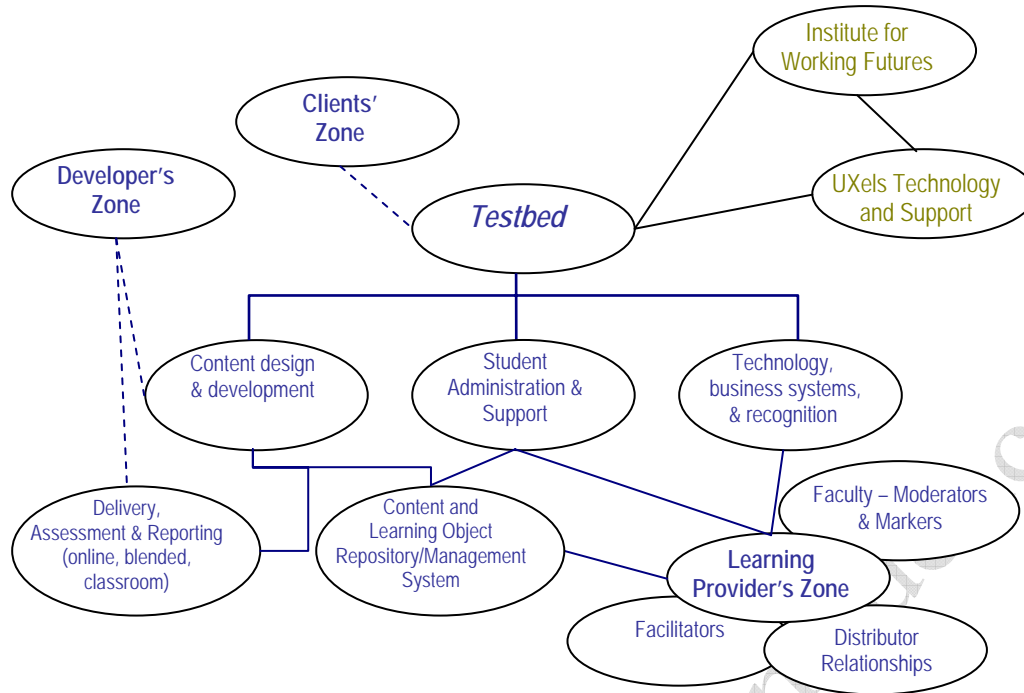 Institute for
Working Futures
Clients'
Zone
Developer's
Zone
UXels Technology
and Support
Testbed
Content design
& development
Student
Administration &
Support
Technology,
business systems,
& recognition
Delivery,
Assessment & Reporting
(online, blended,
classroom)
Content and
Learning Object
Repository/Management
System
Faculty – Moderators
& Markers
Learning
Provider's Zone
Facilitators
Distributor
Relationships